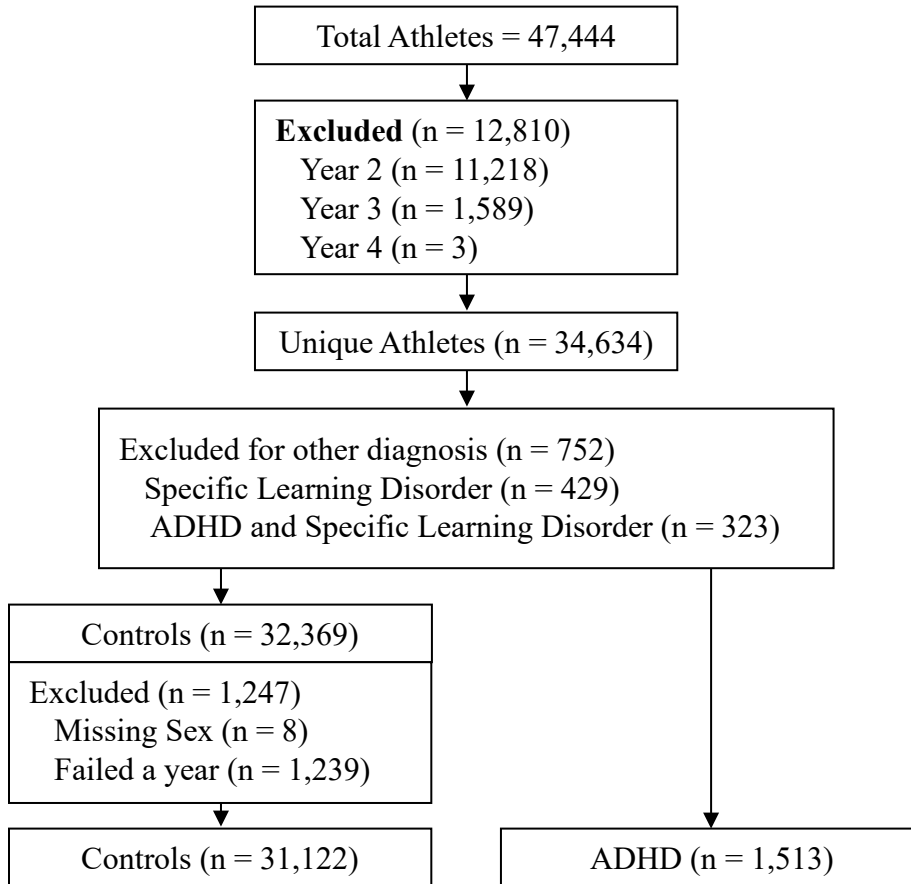 Total Athletes = 47,444
Excluded (n = 12,810)
Year 2 (n = 11,218)
Year 3 (n = 1,589)
Year 4 (n = 3)
Unique Athletes (n = 34,634)
Excluded for other diagnosis (n = 752)
Specific Learning Disorder (n = 429)
ADHD and Specific Learning Disorder (n = 323)
Controls (n = 32,369)
Excluded (n = 1,247)
Missing Sex (n = 8)
Failed a year (n = 1,239)
Controls (n = 31,122)
ADHD (n = 1,513)